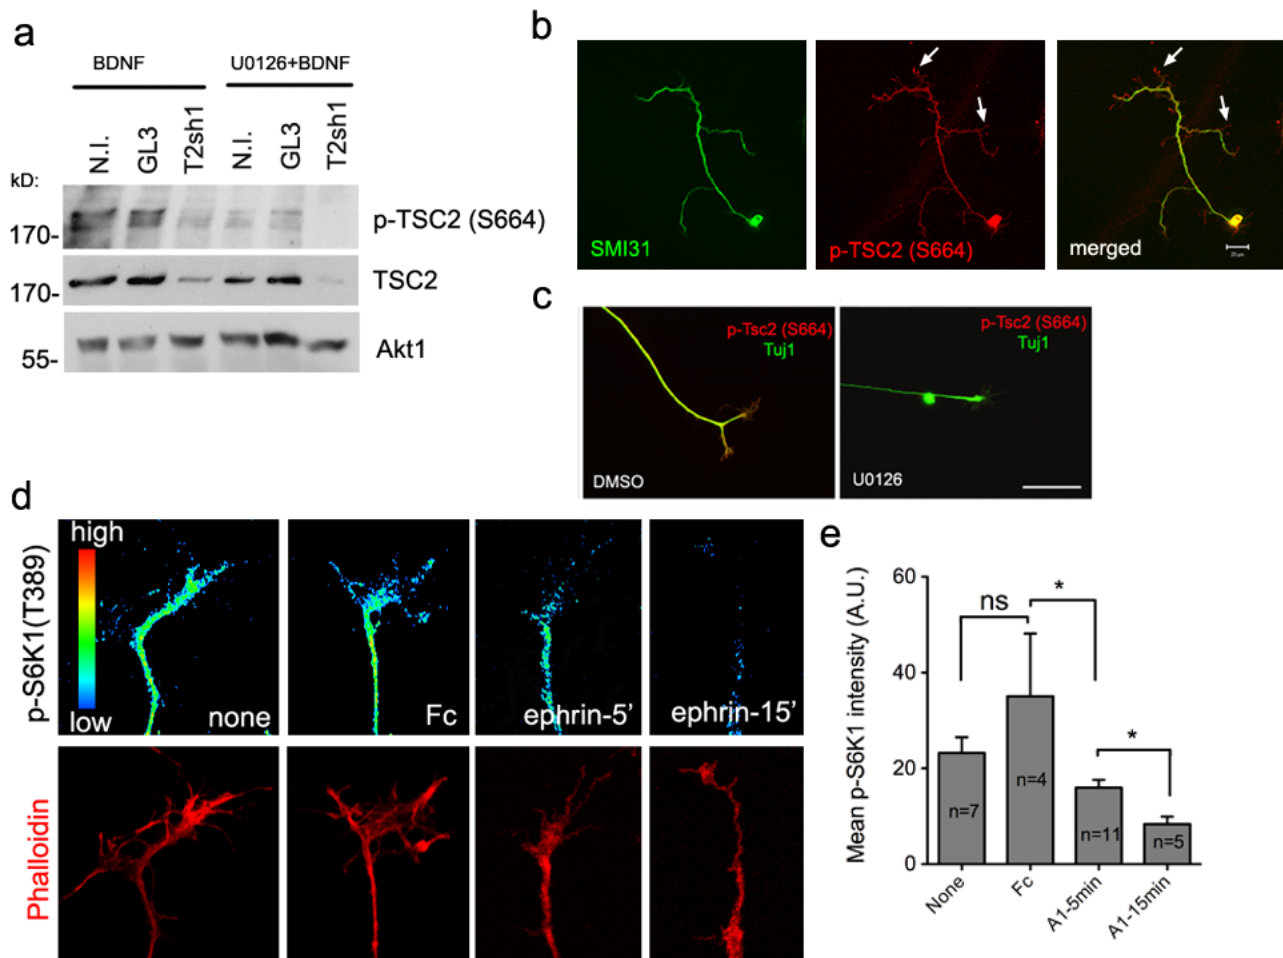 a
BDNF
U0126+BDNF
N.I.
GL3
T2sh1
N.I.
GL3
T2sh1
kD:
170-
p-TSC2 (S664)
170-
TSC2
55-
Akt1
b
SMI31
p-TSC2 (S664)
merged
20 µm
c
p-Tsc2 (S664)
Tuj1
DMSO
p-Tsc2 (S664)
Tuj1
U0126
d
p-S6K1(T389)
high
low
none
Fc
ephrin-5’
ephrin-15’
Phalloidin
e
Mean p-S6K1 intensity (A.U.)
60
40
20
0
ns
*
*
n=7
n=4
n=11
n=5
None
Fc
A1-5min
A1-15min